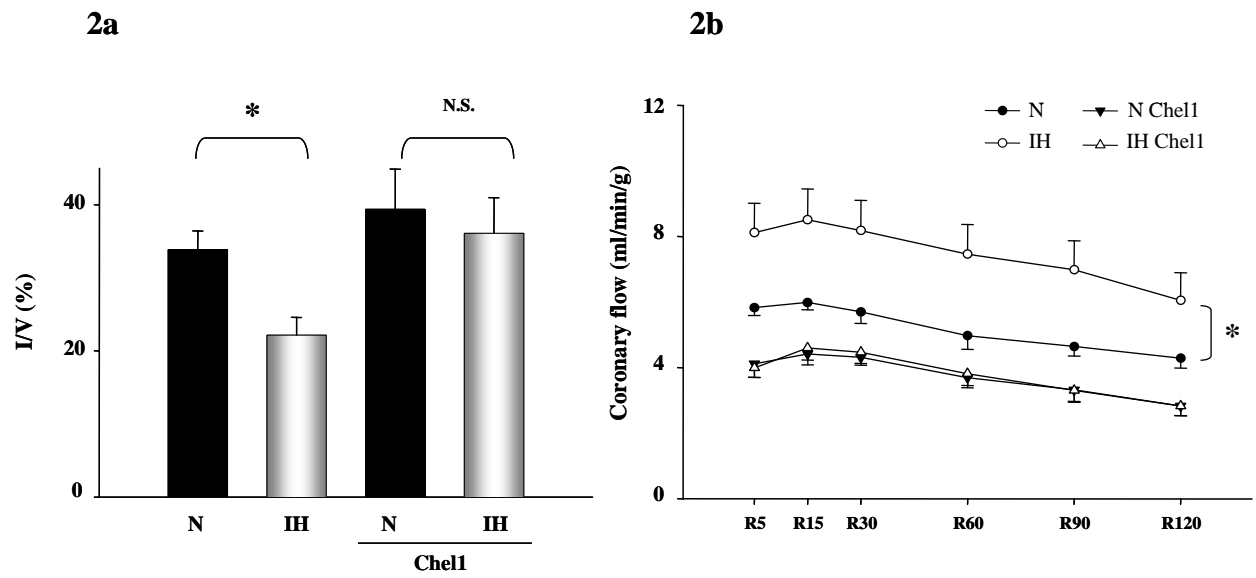 2a
*
N.S.
I/V (%)
40
20
0
N IH N IH
Chel1
2b
Coronary flow (ml/min/g)
12
8
4
0
N
IH
N Chel1
IH Chel1
*
R5 R15 R30 R60 R90 R120